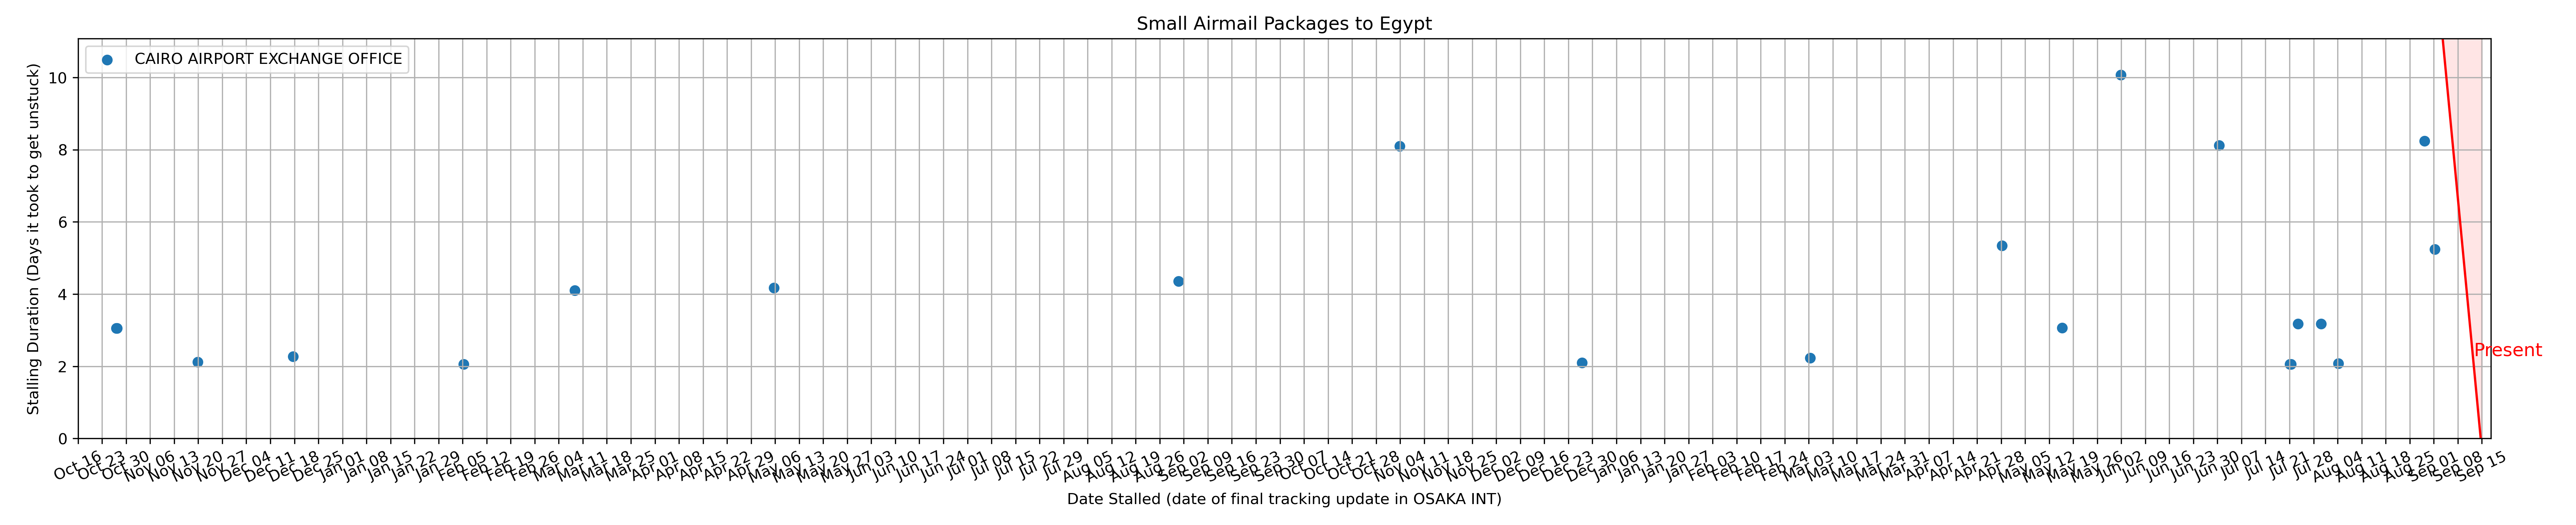 Small Airmail Packages to Egypt
CAIRO AIRPORT EXCHANGE OFFICE
Stalling Duration (Days it took to get unstuck)
10
8
6
4
2
0
Present
Oct 16 Oct 23 Oct 30 Nov 06 Nov 13 Nov 20 Nov 27 Dec 04 Dec 11 Dec 18 Dec 25 Jan 01 Jan 08 Jan 15 Jan 22 Jan 29 Feb 05 Feb 12 Feb 19 Feb 26 Mar 04 Mar 11 Mar 18 Mar 25 Apr 01 Apr 08 Apr 15 Apr 22 Apr 29 May 06 May 13 May 20 May 27 Jun 03 Jun 10 Jun 17 Jun 24 Jul 01 Jul 08 Jul 15 Jul 22 Jul 29 Aug 05 Aug 12 Aug 19 Aug 26 Sep 02 Sep 09 Sep 16 Sep 23 Sep 30 Oct 07 Oct 14 Oct 21 Oct 28 Nov 04 Nov 11 Nov 18 Nov 25 Dec 02 Dec 09 Dec 16 Dec 23 Dec 30 Jan 06 Jan 13 Jan 20 Jan 27 Feb 03 Feb 10 Feb 17 Feb 24 Mar 03 Mar 10 Mar 17 Mar 24 Mar 31 Apr 07 Apr 14 Apr 21 Apr 28 May 05 May 12 May 19 May 26 Jun 02 Jun 09 Jun 16 Jun 23 Jun 30 Jul 07 Jul 14 Jul 21 Jul 28 Aug 04 Aug 11 Aug 18 Aug 25 Sep 01 Sep 08 Sep 15
Date Stalled (date of final tracking update in OSAKA INT)